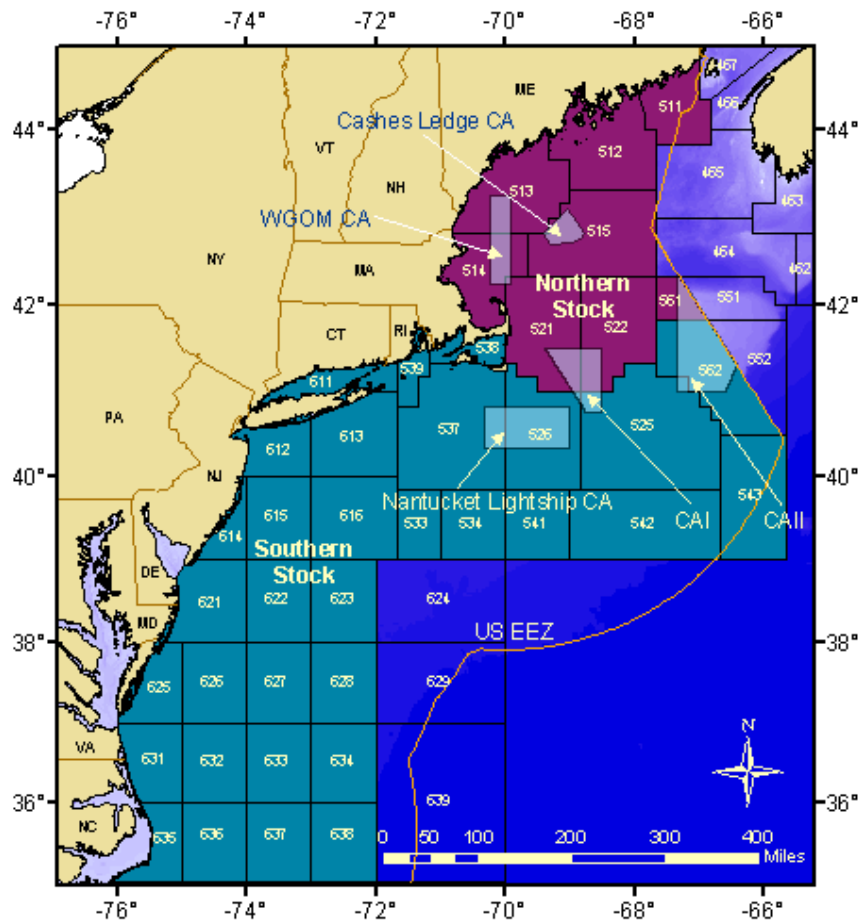 -76° -74° -72° -70° -68° -66°
467
ME
511
466
44°
44°
Cashes Ledge CA
VT
512
465
NH
513
463
WGOM CA
515
NY
514
464
462
MA
Northern
Stock
561
551
42°
42°
CT
RI
538
521
522
552
539
562
611
PA
537
526
525
612
613
40°
40°
NJ
Nantucket Lightship CA
543
615
616
533
534
541
542
CAI
CAII
614
Southern
Stock
DE
621
622
623
624
MD
38°
38°
US EEZ
625
626
627
628
629
N
VA
631
632
633
634
36°
36°
639
NC
635
636
637
638
0 50 100 200 300 400
Miles
-76° -74° -72° -70° -68° -66°